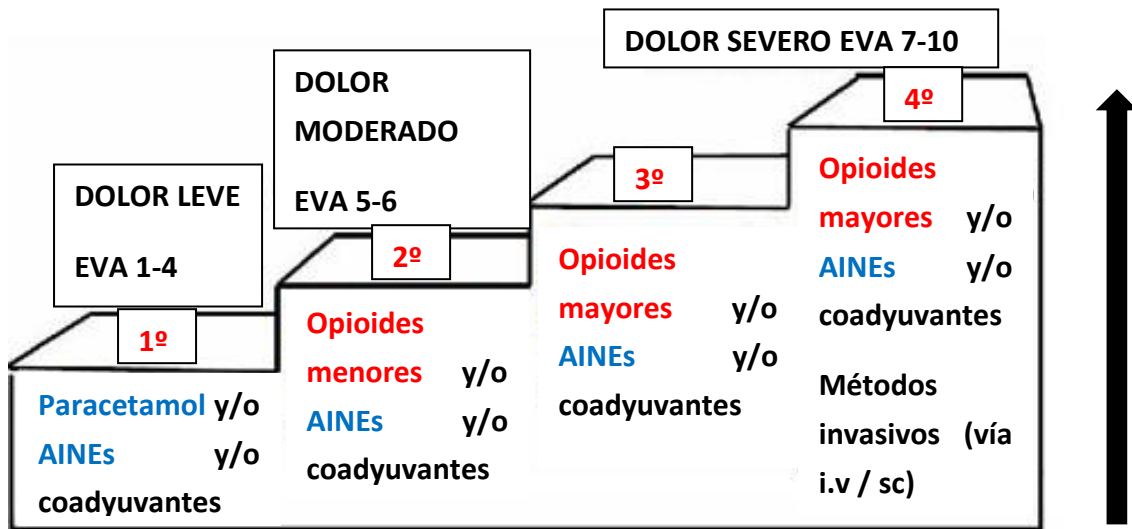 DOLOR LEVE
EVA 1-4
1º
Paracetamol y/o
AINEs y/o
coadyuvantes
DOLOR
MODERADO
EVA 5-6
2º
Opioides
menores y/o
AINEs y/o
coadyuvantes
DOLOR SEVERO EVA 7-10
3º
Opioides
mayores y/o
AINEs y/o
coadyuvantes
4º
Opioides
mayores y/o
AINEs y/o
coadyuvantes
Métodos
invasivos (vía
i.v / sc)